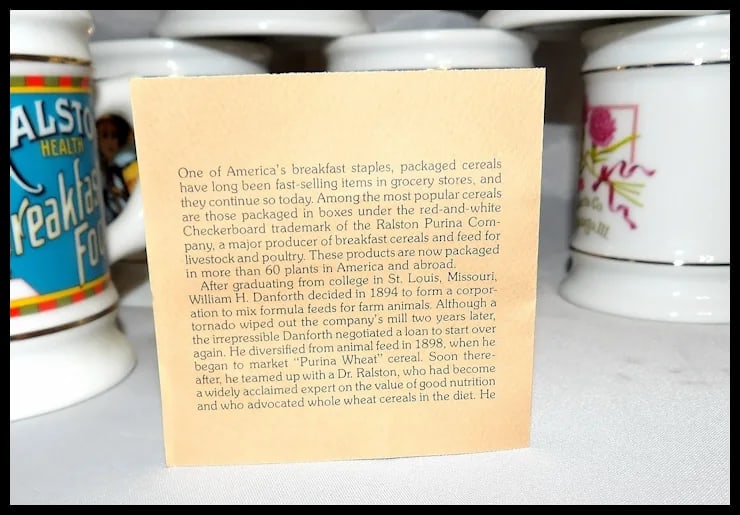 One of America's breakfast staples, packaged cereals
have long been fast-selling items in grocery stores, and
they continue so today. Among the most popular cereals
are those packaged in boxes under the red-and-white
Checkerboard trademark of the Ralston Purina Com-
pany, a major producer of breakfast cereals and feed for
livestock and poultry. These products are now packaged
in more than 60 plants in America and abroad.
After graduating from college in St. Louis, Missouri,
William H. Danforth decided in 1894 to form a corpor-
ation to mix formula feeds for farm animals. Although a
tornado wiped out the company's mill two years later,
the irrepressible Danforth negotiated a loan to start over
again. He diversified from animal feed in 1898, when he
began to market "Purina Wheat" cereal. Soon there-
after, he teamed up with a Dr. Ralston, who had become
a widely acclaimed expert on the value of good nutrition
and who advocated whole wheat cereals in the diet. He
ALSTO
HEALTH
reakfas
Fo
Co
Ill.